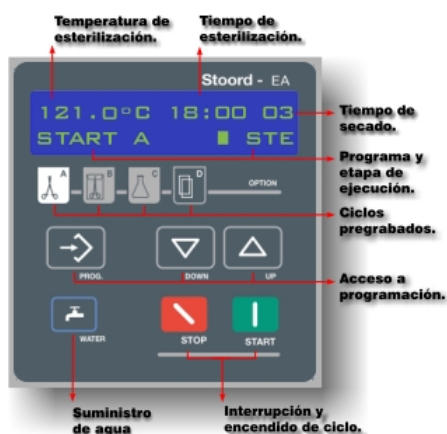 Temperatura de
esterilización.
Tiempo de
esterilización.
Stoord - EA
121.0°C 18:00 03
START A STE
Tiempo de
secado.
Programa y
etapa de
ejecución.
A
B
C
D
OPTION
Ciclos
pregrabados.
PROG.
DOWN
UP
Acceso a
programación.
WATER
STOP
START
Suministro
de agua
Interrupción y
encendido de ciclo.